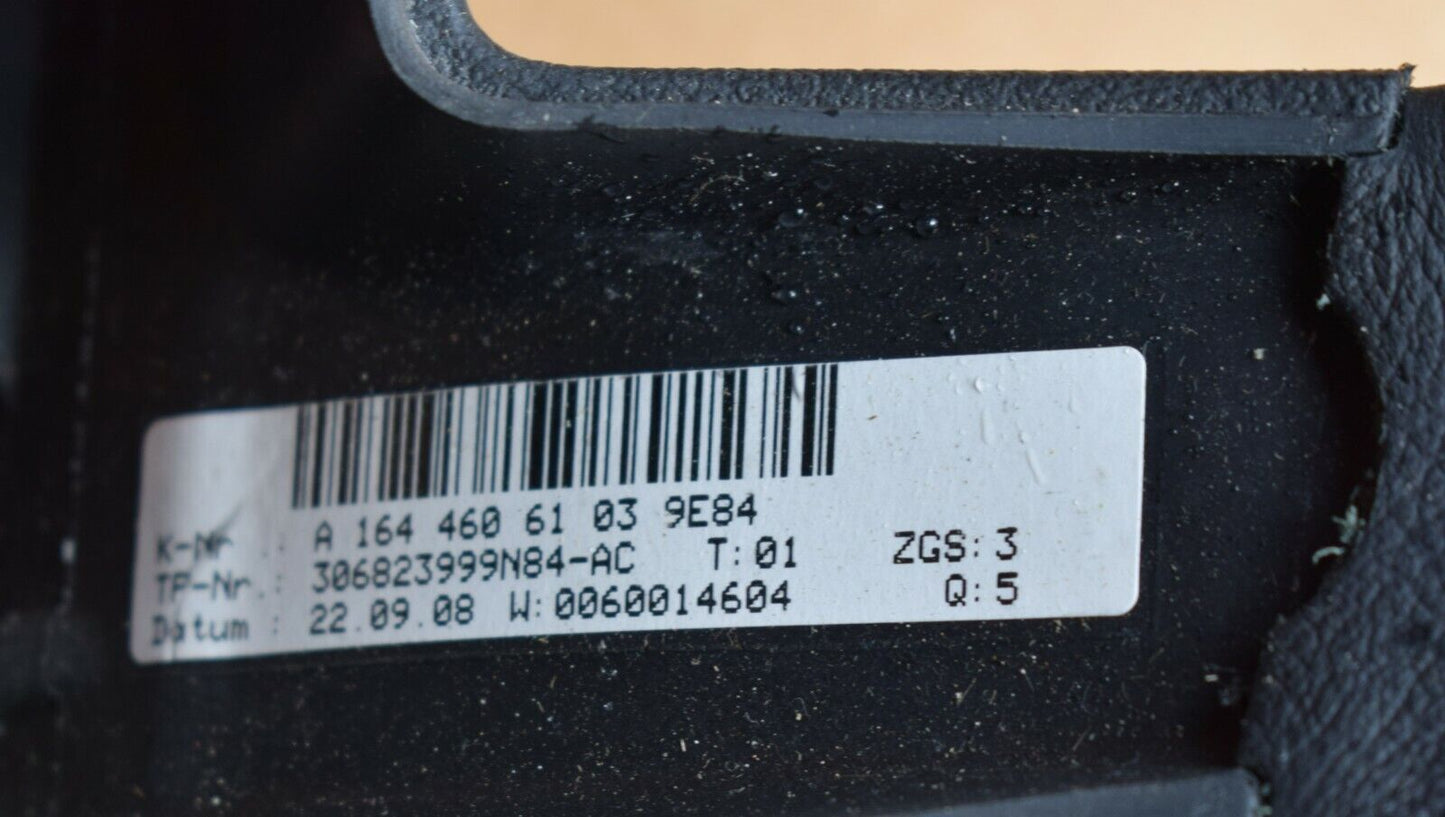 K-Nr .: A 164 460 61 03 9E84
TP-Nr.: 306823999N84-AC T:01 ZGS:3
Datum : 22.09.08 W:0060014604 Q:5